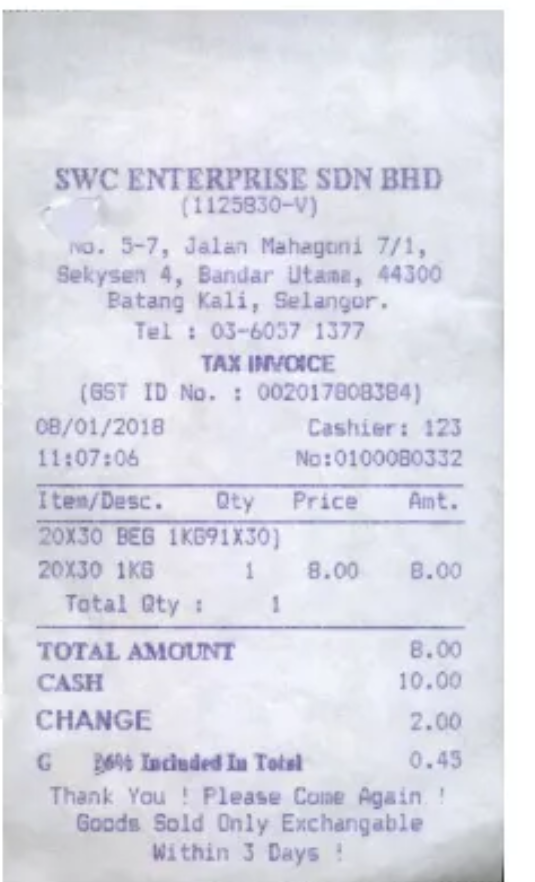 SWC ENTERPRISE SDN BHD
(1125830-V)
No. 5-7, Jalan Mahagoni 7/1,
Sekysen 4, Bandar Utama, 44300
Batang Kali, Selangor.
Tel : 03-6057 1377
TAX INVOICE
(GST ID No. : 002017808384)
08/01/2018 Cashier: 123
11:07:06 No:0100080332
Item/Desc. Qty Price Amt.
20X30 BEG 1KG91X30)
20X30 1KG 1 8.00 8.00
Total Qty : 1
TOTAL AMOUNT 8.00
CASH 10.00
CHANGE 2.00
G 6% Included In Total 0.45
Thank You ! Please Come Again !
Goods Sold Only Exchangable
Within 3 Days !